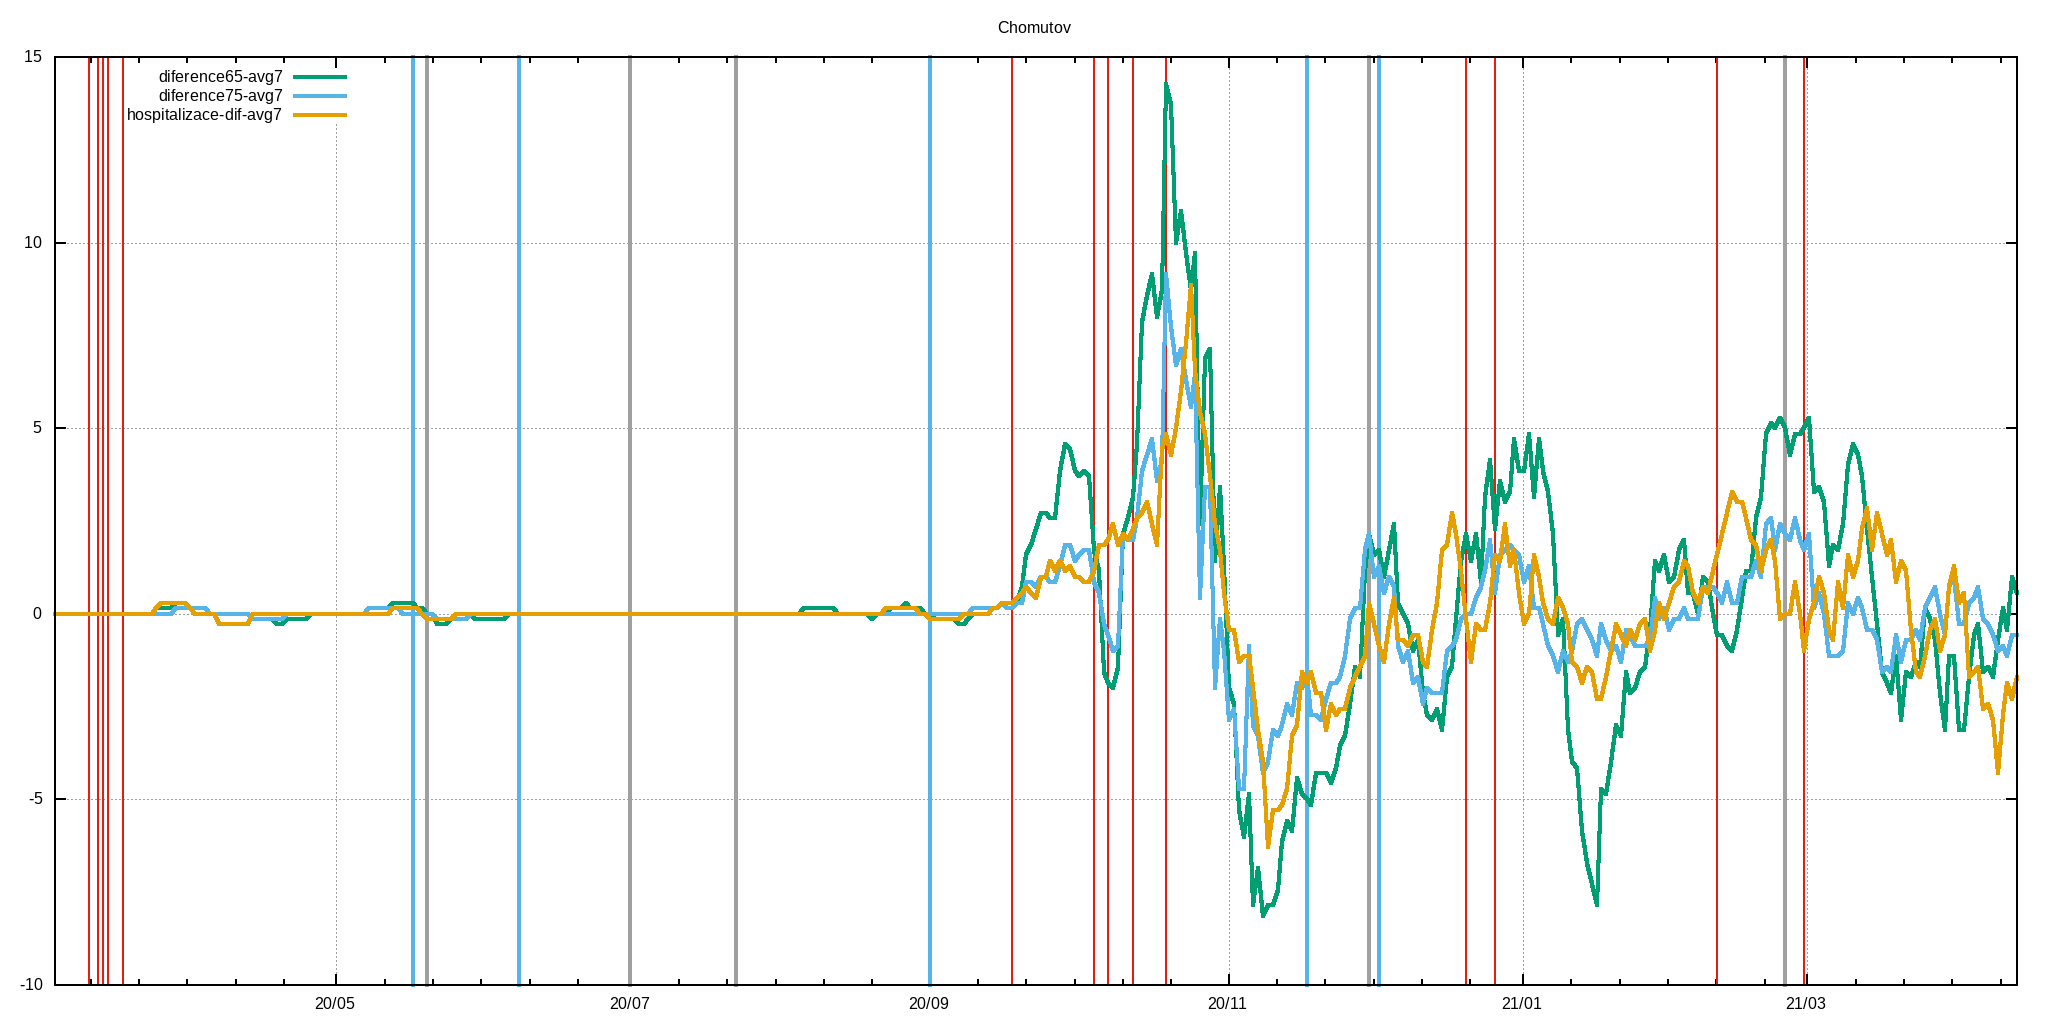 Chomutov
15
diference65-avg7
diference75-avg7
hospitalizace-dif-avg7
10
5
0
-5
-10
20/05 20/07 20/09 20/11 21/01 21/03